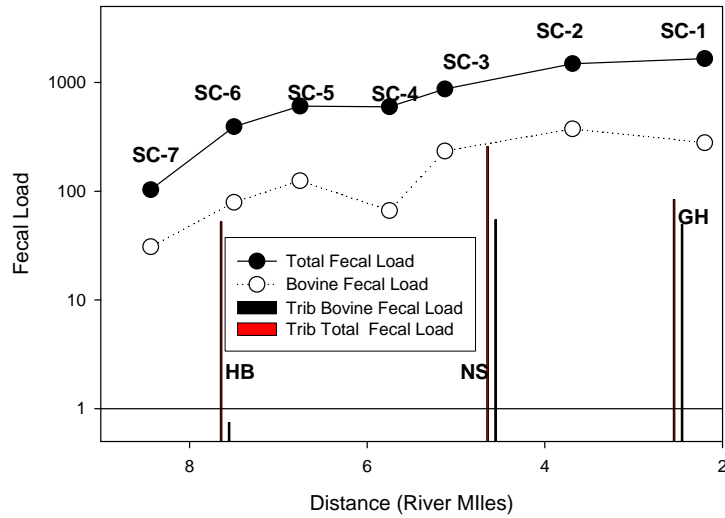 SC-2
SC-1
SC-3
SC-6
SC-5
SC-4
SC-7
1000
100
10
1
Fecal Load
GH
Total Fecal Load
Bovine Fecal Load
Trib Bovine Fecal Load
Trib Total Fecal Load
HB
NS
8
6
4
2
Distance (River MIles)